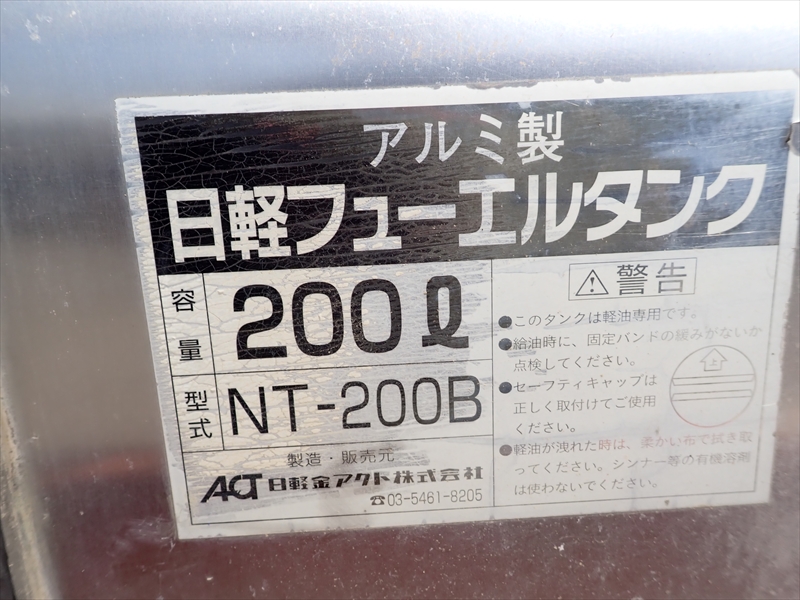 アルミ製
日軽フューエルタンク
容量
200ℓ
型式
NT-200B
製造・販売元
ACT 日軽金アクト株式会社
☎03-5461-8205
⚠警告
●このタンクは軽油専用です。
●給油時に、固定バンドの緩みがないか
点検してください。
●セーフティキャップは
正しく取付けてご使用
ください。
●軽油が洩れた時は、柔かい布で拭き取
ってください。シンナー等の有機溶剤
は使わないでください。